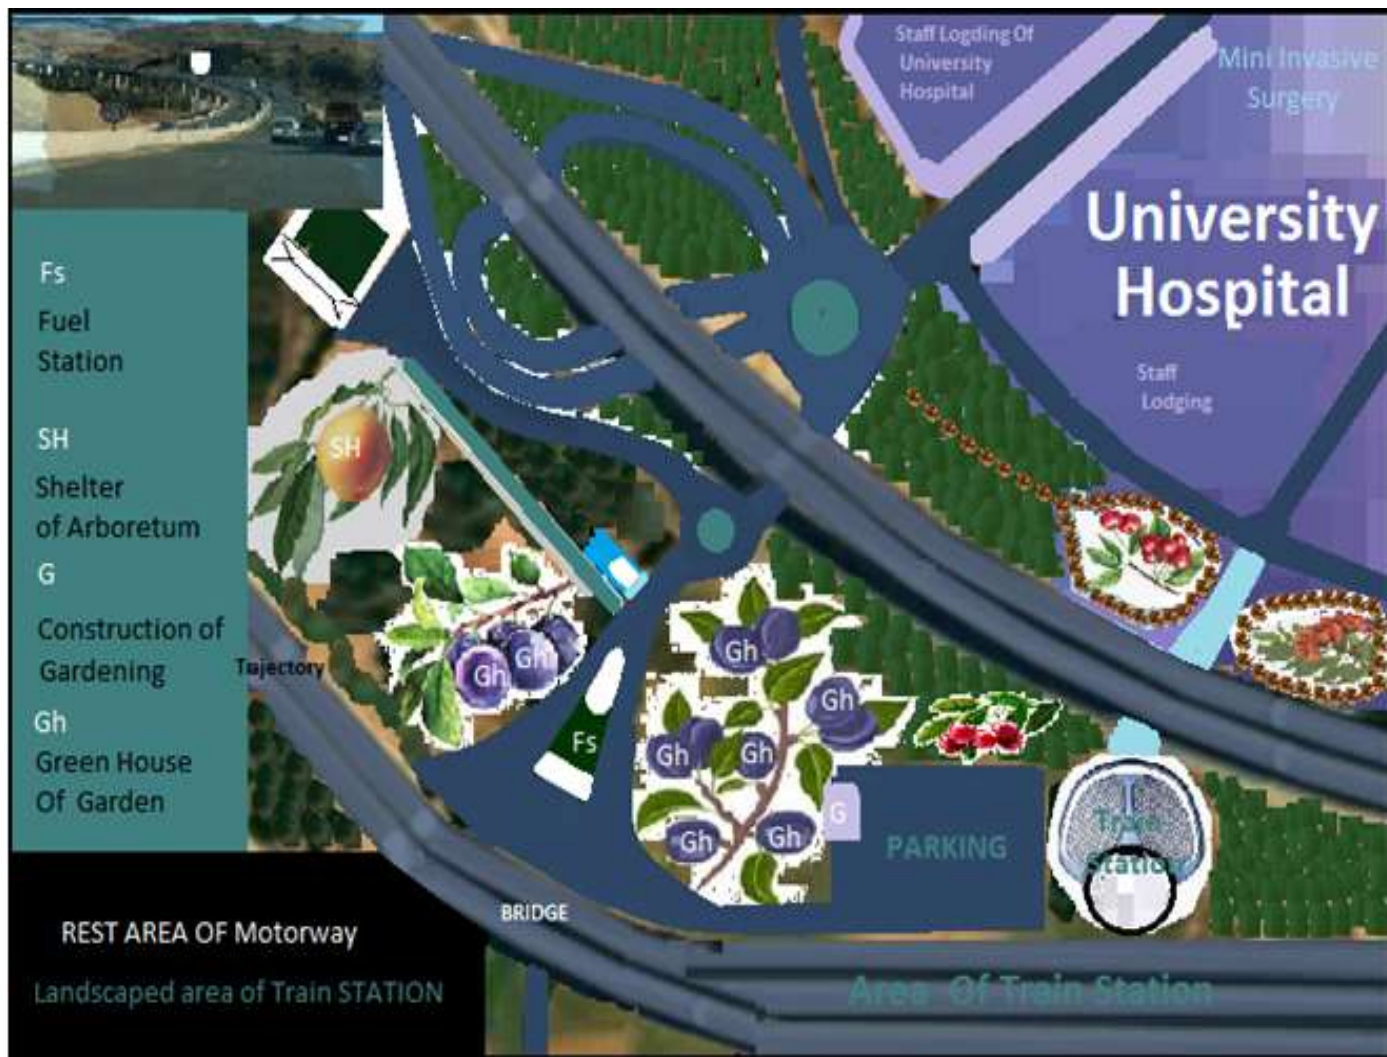 Staff Logding Of
University
Hospital
Mini Invasive
Surgery
University
Hospital
Staff
Lodging
Fs
Fuel
Station
SH
Shelter
of Arboretum
G
Construction of
Gardening
Gh
Green House
Of Garden
SH
Trajectory
Gh
Gh
Gh
Gh
Fs
Gh
Gh
Gh
Gh
G
PARKING
Train
Station
BRIDGE
REST AREA OF Motorway
Landscaped area of Train STATION
Area Of Train Station